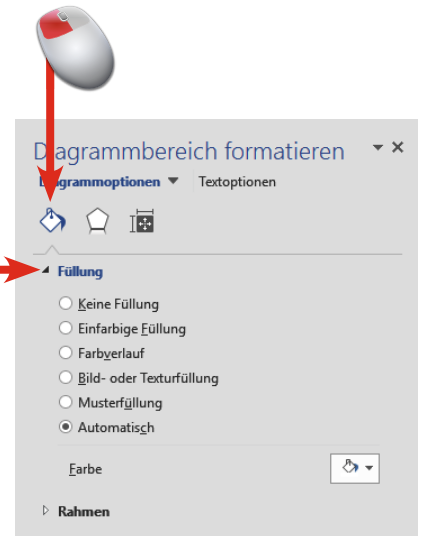 Diagrammbereich formatieren
Diagrammoptionen Textoptionen
Füllung
Keine Füllung
Einfarbige Füllung
Farbverlauf
Bild- oder Texturfüllung
Musterfüllung
Automatisch
Farbe
Rahmen